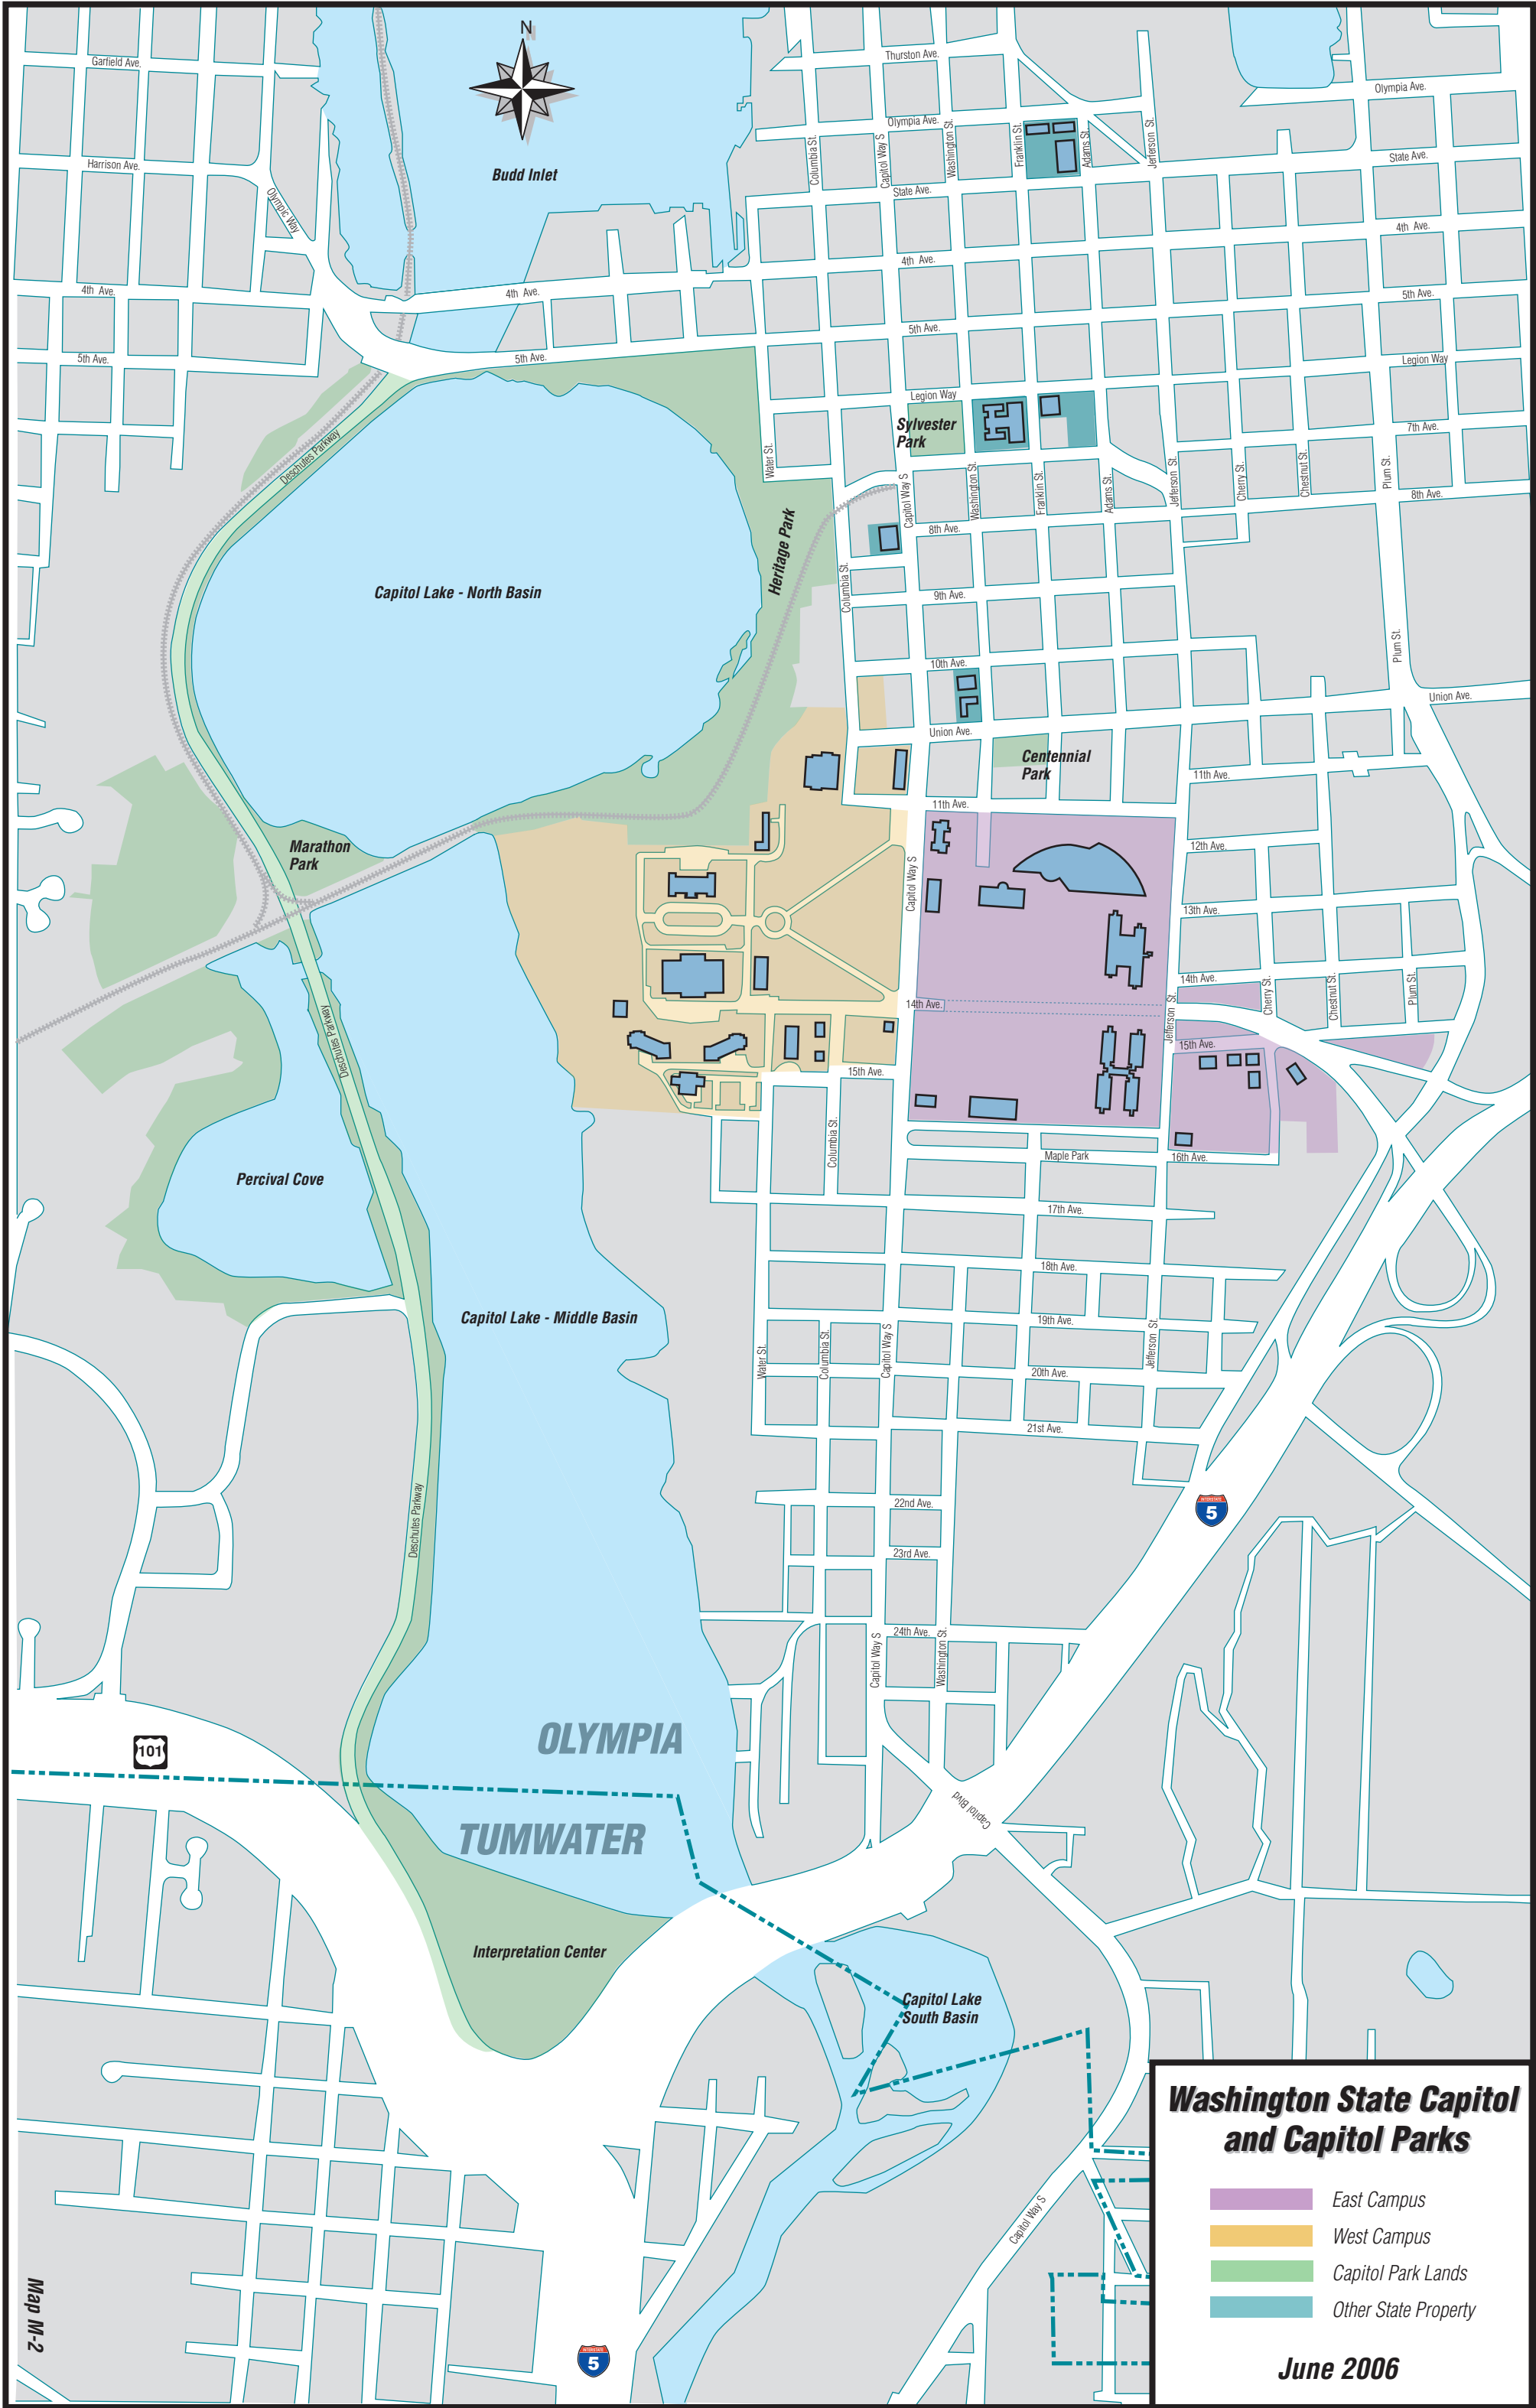 N
Garfield Ave.
Thurston Ave.
Olympia Ave.
Olympia Ave.
Harrison Ave.
Budd Inlet
Columbia St.
Capitol Way S
Washington St.
Franklin St.
Adams St.
Jefferson St.
State Ave.
State Ave.
Olympic Way
4th Ave.
4th Ave.
4th Ave.
4th Ave.
5th Ave.
5th Ave.
5th Ave.
5th Ave.
Legion Way
Legion Way
Sylvester
Park
7th Ave.
Deschutes Parkway
Water St.
Capitol Way S
Washington St.
Franklin St.
Adams St.
Jefferson St.
Cherry St.
Chestnut St.
Plum St.
8th Ave.
8th Ave.
Heritage Park
Capitol Lake - North Basin
Columbia St.
9th Ave.
10th Ave.
Plum St.
Union Ave.
Union Ave.
Centennial
Park
11th Ave.
11th Ave.
Marathon
Park
12th Ave.
Capitol Way S
13th Ave.
14th Ave.
14th Ave.
Cherry St.
Chestnut St.
Plum St.
Jefferson St.
Deschutes Parkway
15th Ave.
15th Ave.
Columbia St.
Maple Park
16th Ave.
Percival Cove
17th Ave.
18th Ave.
Capitol Lake - Middle Basin
19th Ave.
Water St.
Columbia St.
Capitol Way S
Jefferson St.
20th Ave.
21st Ave.
Deschutes Parkway
22nd Ave.
INTERSTATE
5
23rd Ave.
24th Ave.
Capitol Way S
Washington St.
OLYMPIA
101
Capitol Blvd
TUMWATER
Interpretation Center
Capitol Lake
South Basin
Capitol Way S
Washington State Capitol
and Capitol Parks
East Campus
West Campus
Capitol Park Lands
Other State Property
June 2006
Map M-2
INTERSTATE
5